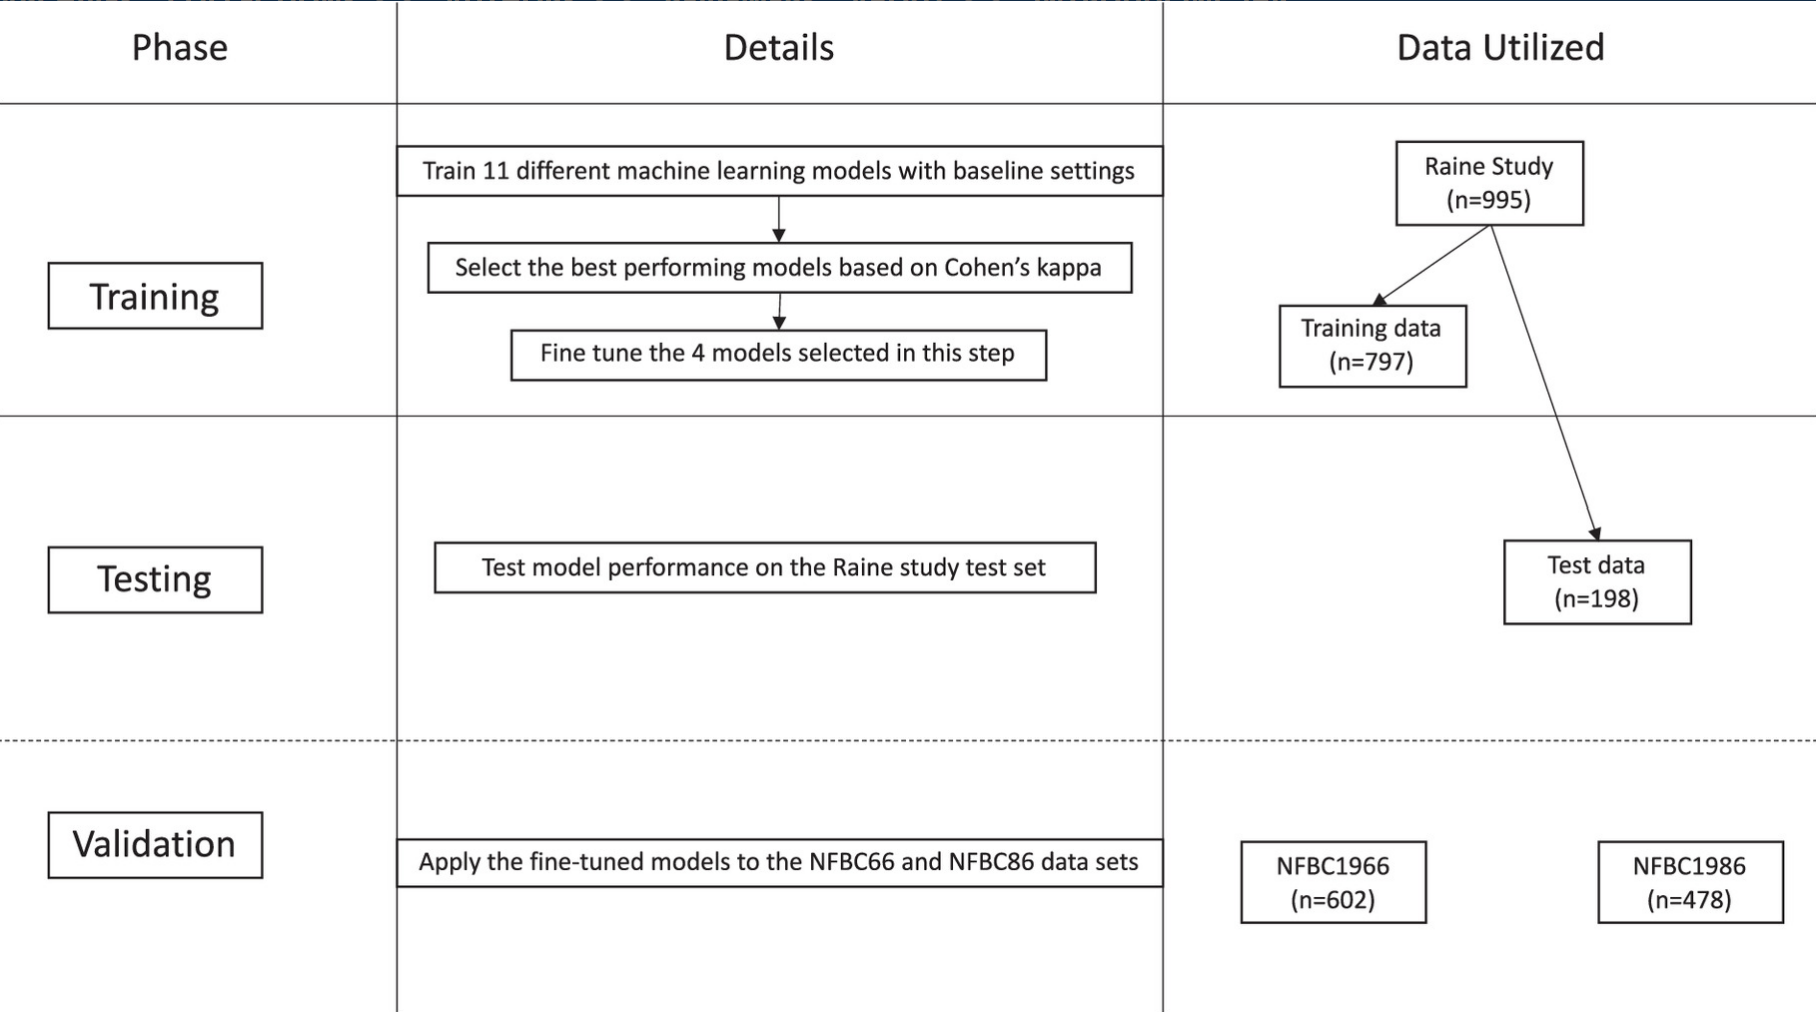 Phase
Details
Data Utilized
Training
Train 11 different machine learning models with baseline settings
Select the best performing models based on Cohen’s kappa
Fine tune the 4 models selected in this step
Raine Study
(n=995)
Training data
(n=797)
Testing
Test model performance on the Raine study test set
Test data
(n=198)
Validation
Apply the fine-tuned models to the NFBC66 and NFBC86 data sets
NFBC1966
(n=602)
NFBC1986
(n=478)